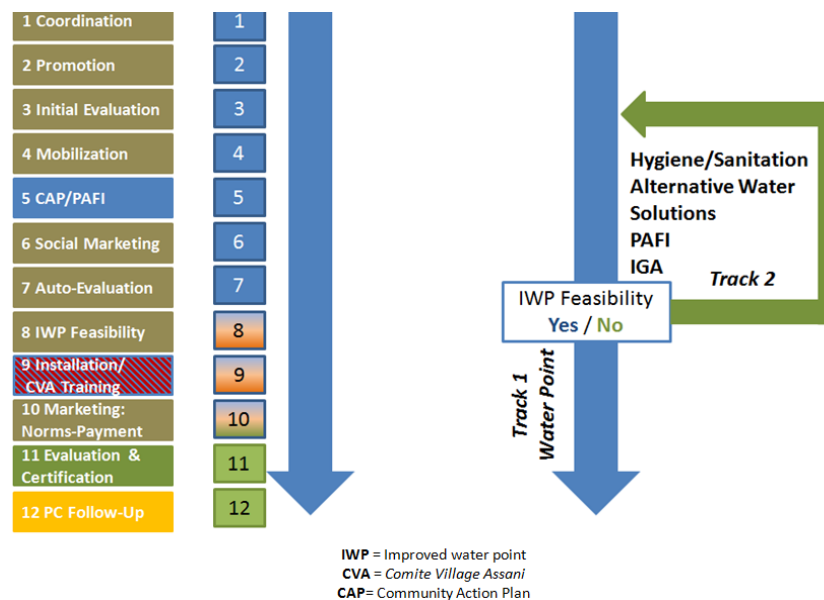 1 Coordination
1
2 Promotion
2
3 Initial Evaluation
3
4 Mobilization
4
5 CAP/PAFI
5
6 Social Marketing
6
7 Auto-Evaluation
7
8 IWP Feasibility
8
9 Installation/
CVA Training
9
10 Marketing:
Norms-Payment
10
11 Evaluation &
Certification
11
12 PC Follow-Up
12
Hygiene/Sanitation
Alternative Water
Solutions
PAFI
IGA
Track 2
IWP Feasibility
Yes / No
Track 1
Water Point
IWP = Improved water point
CVA = Comite Village Assani
CAP= Community Action Plan